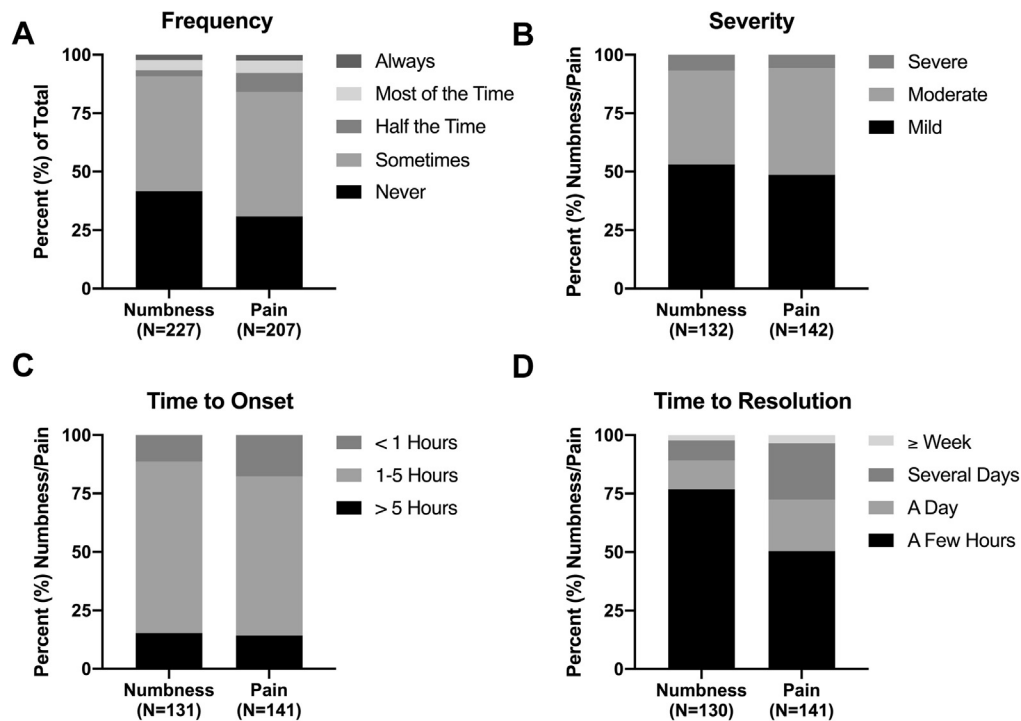 A
Frequency
Percent (%) of Total
100
75
50
25
0
Numbness
(N=227)
Pain
(N=207)
Always
Most of the Time
Half the Time
Sometimes
Never
B
Severity
Percent (%) Numbness/Pain
100
75
50
25
0
Numbness
(N=132)
Pain
(N=142)
Severe
Moderate
Mild
C
Time to Onset
Percent (%) Numbness/Pain
100
75
50
25
0
Numbness
(N=131)
Pain
(N=141)
< 1 Hours
1-5 Hours
> 5 Hours
D
Time to Resolution
Percent (%) Numbness/Pain
100
75
50
25
0
Numbness
(N=130)
Pain
(N=141)
≥ Week
Several Days
A Day
A Few Hours